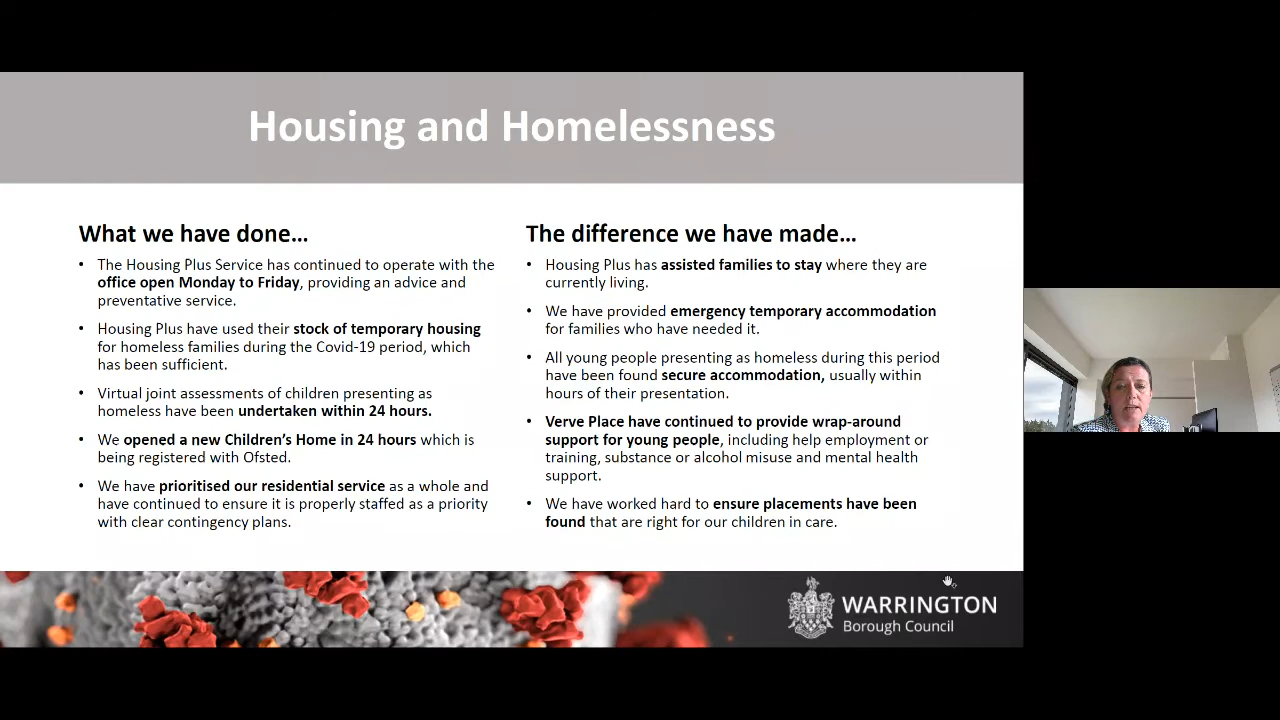 Housing and Homelessness
What we have done…
• The Housing Plus Service has continued to operate with the
office open Monday to Friday, providing an advice and
preventative service.
• Housing Plus have used their stock of temporary housing
for homeless families during the Covid-19 period, which
has been sufficient.
• Virtual joint assessments of children presenting as
homeless have been undertaken within 24 hours.
• We opened a new Children's Home in 24 hours which is
being registered with Ofsted.
• We have prioritised our residential service as a whole and
have continued to ensure it is properly staffed as a priority
with clear contingency plans.
The difference we have made…
• Housing Plus has assisted families to stay where they are
currently living.
• We have provided emergency temporary accommodation
for families who have needed it.
• All young people presenting as homeless during this period
have been found secure accommodation, usually within
hours of their presentation.
• Verve Place have continued to provide wrap-around
support for young people, including help employment or
training, substance or alcohol misuse and mental health
support.
• We have worked hard to ensure placements have been
found that are right for our children in care.
WARRINGTON
Borough Council